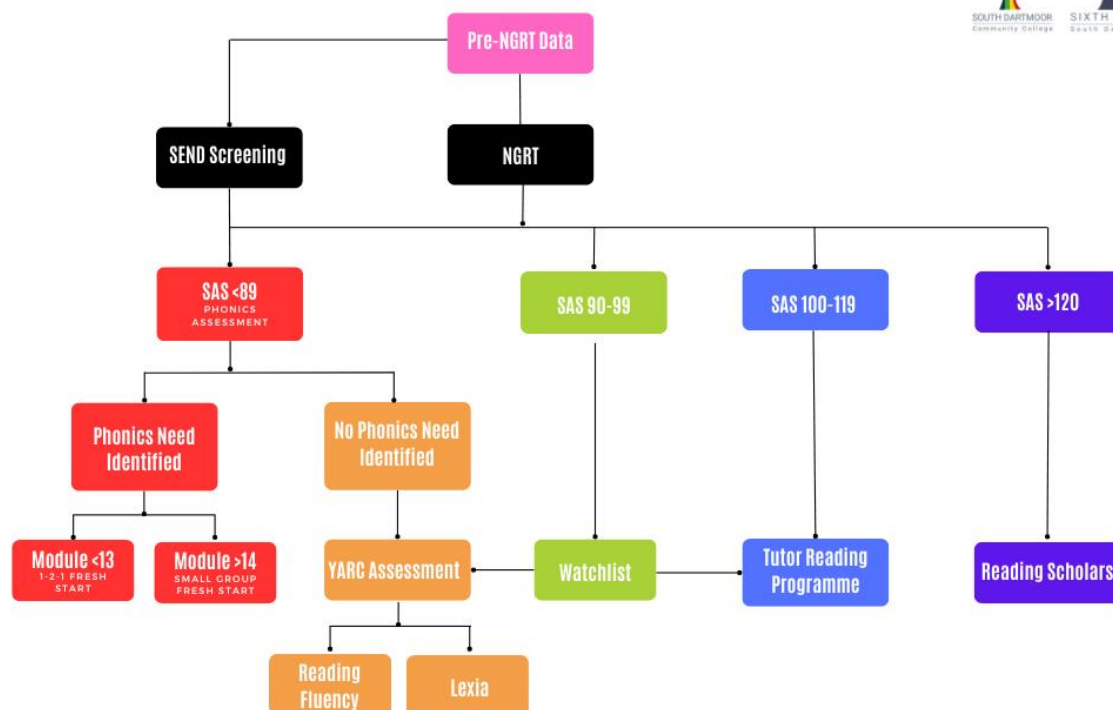 SOUTH DARTMOOR
Community College
SIXTH
Pre-NGRT Data
SEND Screening
NGRT
SAS <89
PHONICS
ASSESSMENT
SAS 90-99
SAS 100-119
SAS >120
Phonics Need
Identified
No Phonics Need
Identified
Module <13
1-2-1 FRESH
START
Module >14
SMALL GROUP
FRESH START
YARC Assessment
Watchlist
Tutor Reading
Programme
Reading Scholars
Reading
Fluency
Lexia